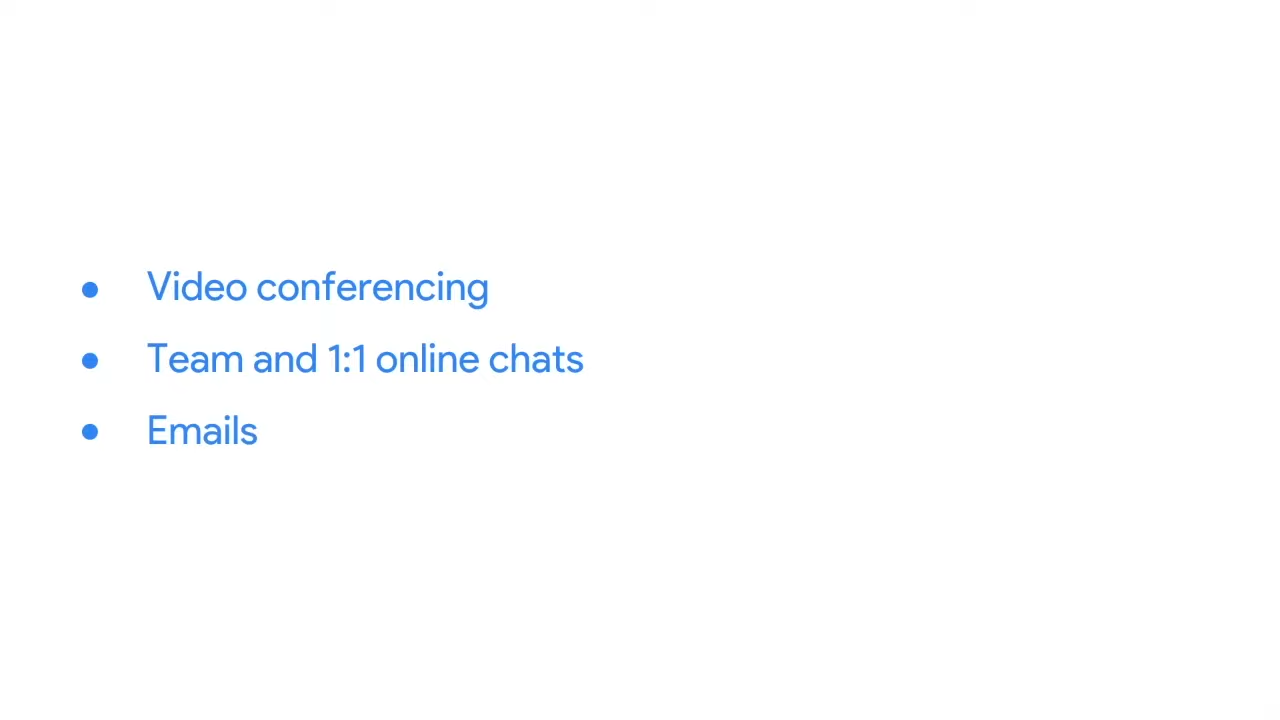 ● Video conferencing
● Team and 1:1 online chats
● Emails